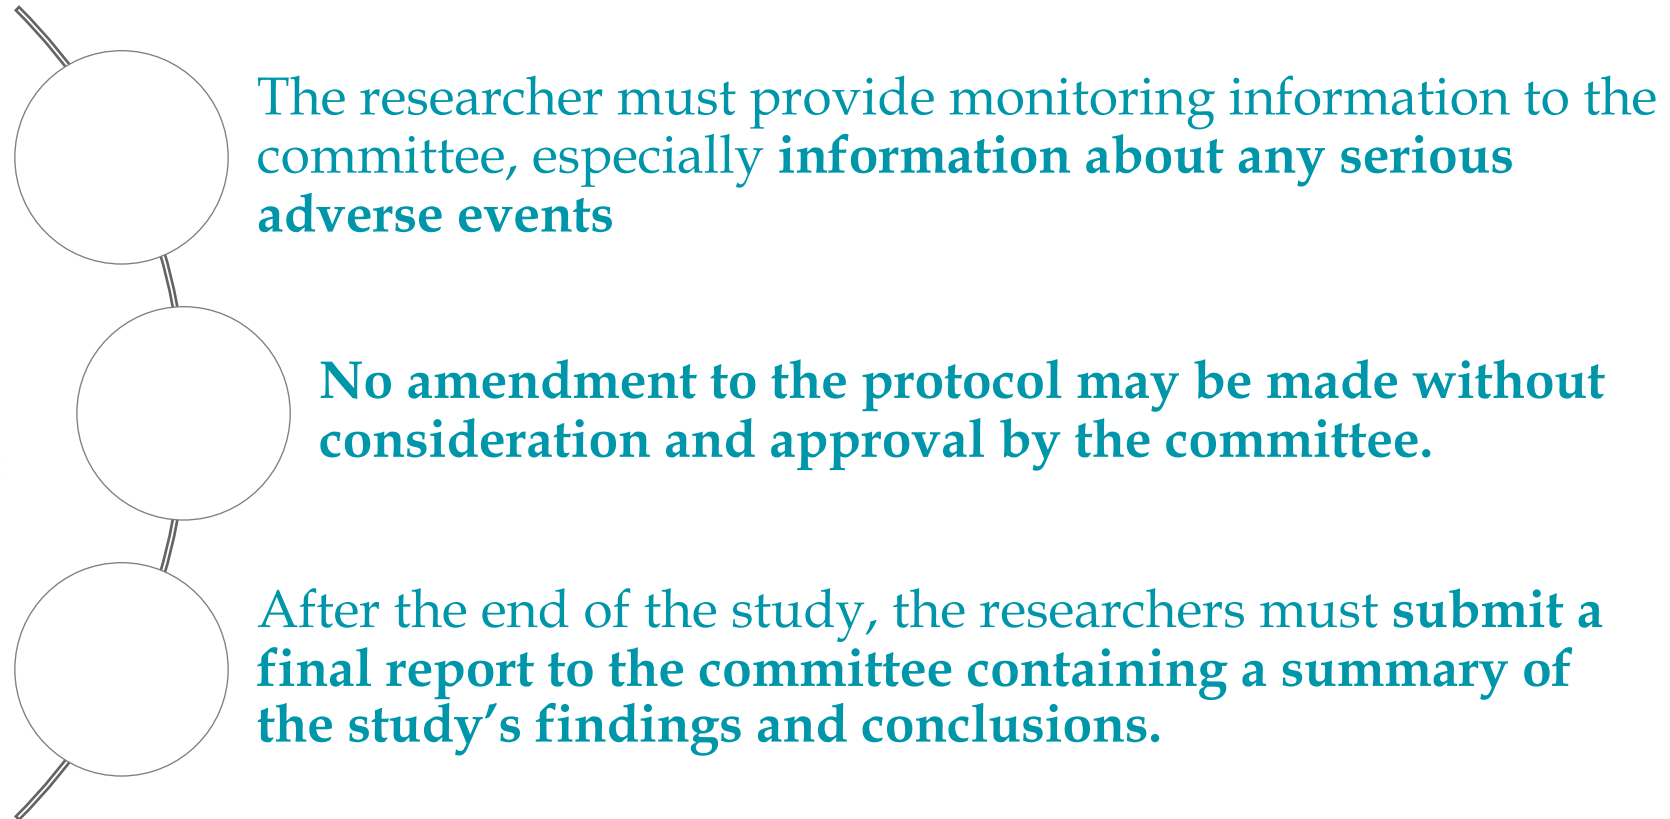 The researcher must provide monitoring information to the
committee, especially information about any serious
adverse events
No amendment to the protocol may be made without
consideration and approval by the committee.
After the end of the study, the researchers must submit a
final report to the committee containing a summary of
the study’s findings and conclusions.